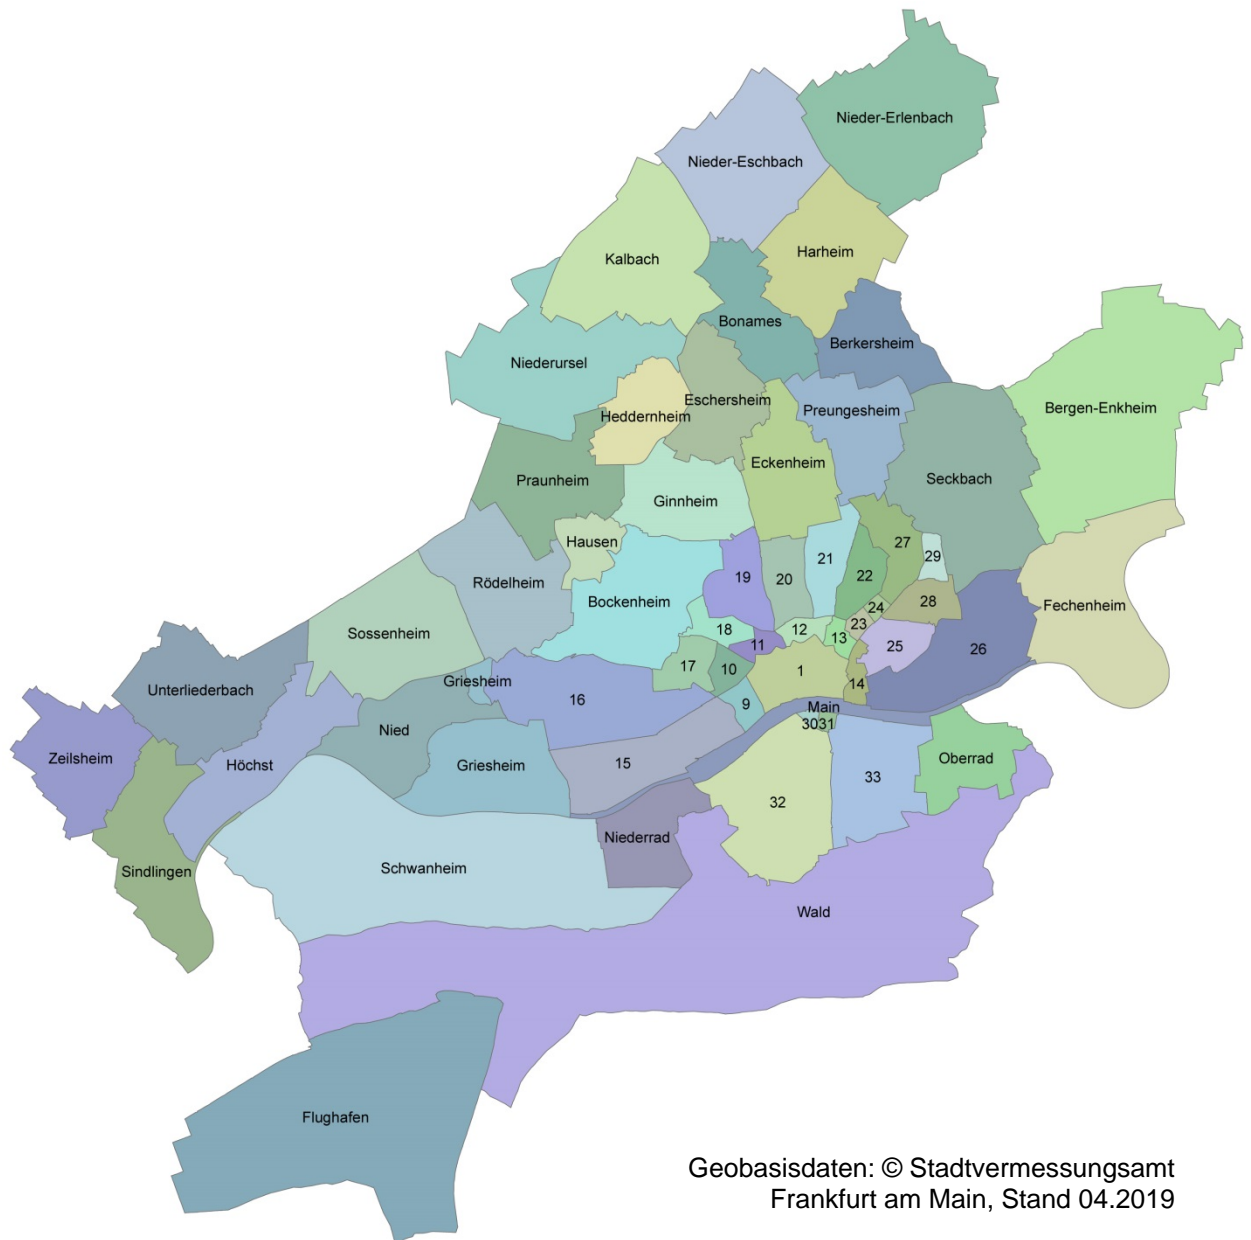 Nieder-Erlenbach
Nieder-Eschbach
Harheim
Kalbach
Bonames
Berkersheim
Niederursel
Eschersheim
Preungesheim
Bergen-Enkheim
Heddernheim
Eckenheim
Seckbach
Praunheim
Ginnheim
Hausen
27
29
21
Rödelheim
19
20
22
Bockenheim
28
Fechenheim
24
Sossenheim
18
12
23
13
11
25
26
17
10
1
Griesheim
14
Unterliederbach
16
9
Main
3031
Nied
Zeilsheim
Höchst
Griesheim
15
Oberrad
33
32
Niederrad
Schwanheim
Sindlingen
Wald
Flughafen
Geobasisdaten: © Stadtvermessungsamt
Frankfurt am Main, Stand 04.2019